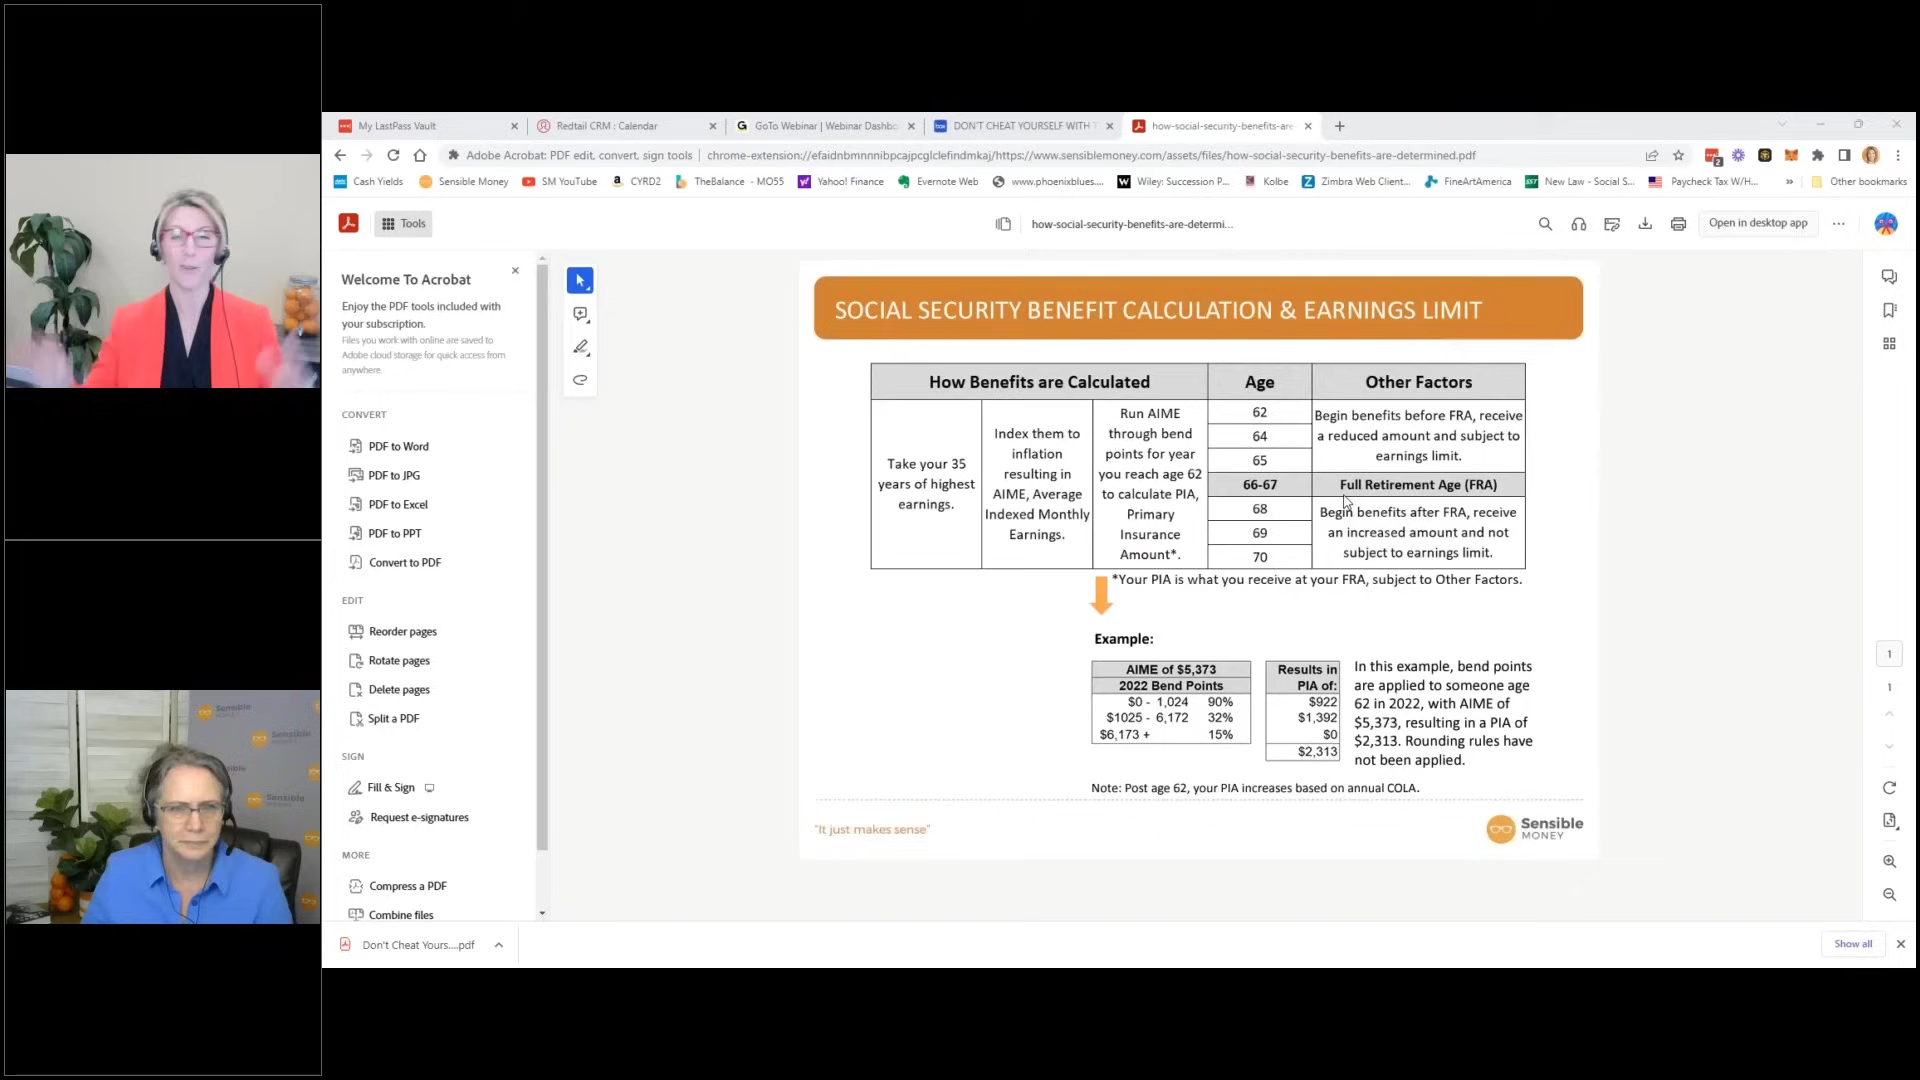 My LastPass Vault
Redtail CRM : Calendar
GoTo Webinar | Webinar Dashbo
DON'T CHEAT YOURSELF WITH T
how-social-security-benefits-are-
Adobe Acrobat: PDF edit, convert, sign tools
chrome-extension://efaidnbmnnnibpcajpcglclefindmkaj/https://www.sensiblemoney.com/assets/files/how-social-security-benefits-are-determined.pdf
Cash Yields
Sensible Money
SM YouTube
CYRD2
TheBalance - MO55
Yahoo! Finance
Evernote Web
www.phoenixblues....
Wiley: Succession P...
Kolbe
Zimbra Web Client...
FineArtAmerica
New Law - Social S...
Paycheck Tax W/H...
»
Other bookmarks
Tools
how-social-security-benefits-are-determi...
Open in desktop app
Welcome To Acrobat
Enjoy the PDF tools included with
your subscription.
Files you work with online are saved to
Adobe cloud storage for quick access from
anywhere.
CONVERT
PDF to Word
PDF to JPG
PDF to Excel
PDF to PPT
Convert to PDF
EDIT
Reorder pages
Rotate pages
Delete pages
Split a PDF
SIGN
Fill & Sign
Request e-signatures
MORE
Compress a PDF
Combine files
SOCIAL SECURITY BENEFIT CALCULATION & EARNINGS LIMIT
How Benefits are Calculated
Age
Other Factors
Take your 35
years of highest
earnings.
Index them to
inflation
resulting in
AIME, Average
Indexed Monthly
Earnings.
Run AIME
through bend
points for year
you reach age 62
to calculate PIA,
Primary
Insurance
Amount*.
62
64
65
66-67
68
69
70
Begin benefits before FRA, receive
a reduced amount and subject to
earnings limit.
Full Retirement Age (FRA)
Begin benefits after FRA, receive
an increased amount and not
subject to earnings limit.
*Your PIA is what you receive at your FRA, subject to Other Factors.
Example:
AIME of $5,373
2022 Bend Points
$0 - 1,024 90%
$1025 - 6,172 32%
$6,173 + 15%
Results in
PIA of:
$922
$1,392
$0
$2,313
In this example, bend points
are applied to someone age
62 in 2022, with AIME of
$5,373, resulting in a PIA of
$2,313. Rounding rules have
not been applied.
Note: Post age 62, your PIA increases based on annual COLA.
"It just makes sense"
Sensible
MONEY
1
1
Don't Cheat Yours....pdf
Show all
Sensible
Sensible
Sensible